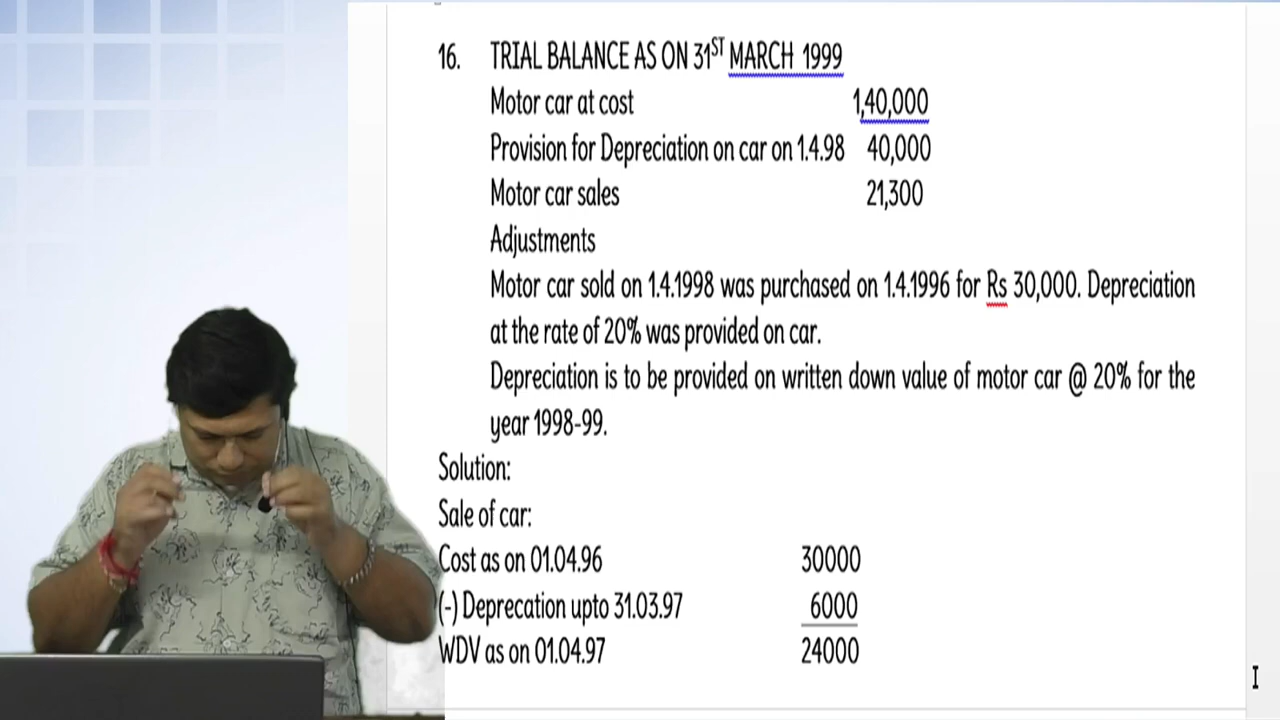 16. TRIAL BALANCE AS ON 31ST MARCH 1999
Motor car at cost 1,40,000
Provision for Depreciation on car on 1.4.98 40,000
Motor car sales 21,300
Adjustments
Motor car sold on 1.4.1998 was purchased on 1.4.1996 for Rs 30,000. Depreciation
at the rate of 20% was provided on car.
Depreciation is to be provided on written down value of motor car @ 20% for the
year 1998-99.
Solution:
Sale of car:
Cost as on 01.04.96 30000
(-) Deprecation upto 31.03.97 6000
WDV as on 01.04.97 24000